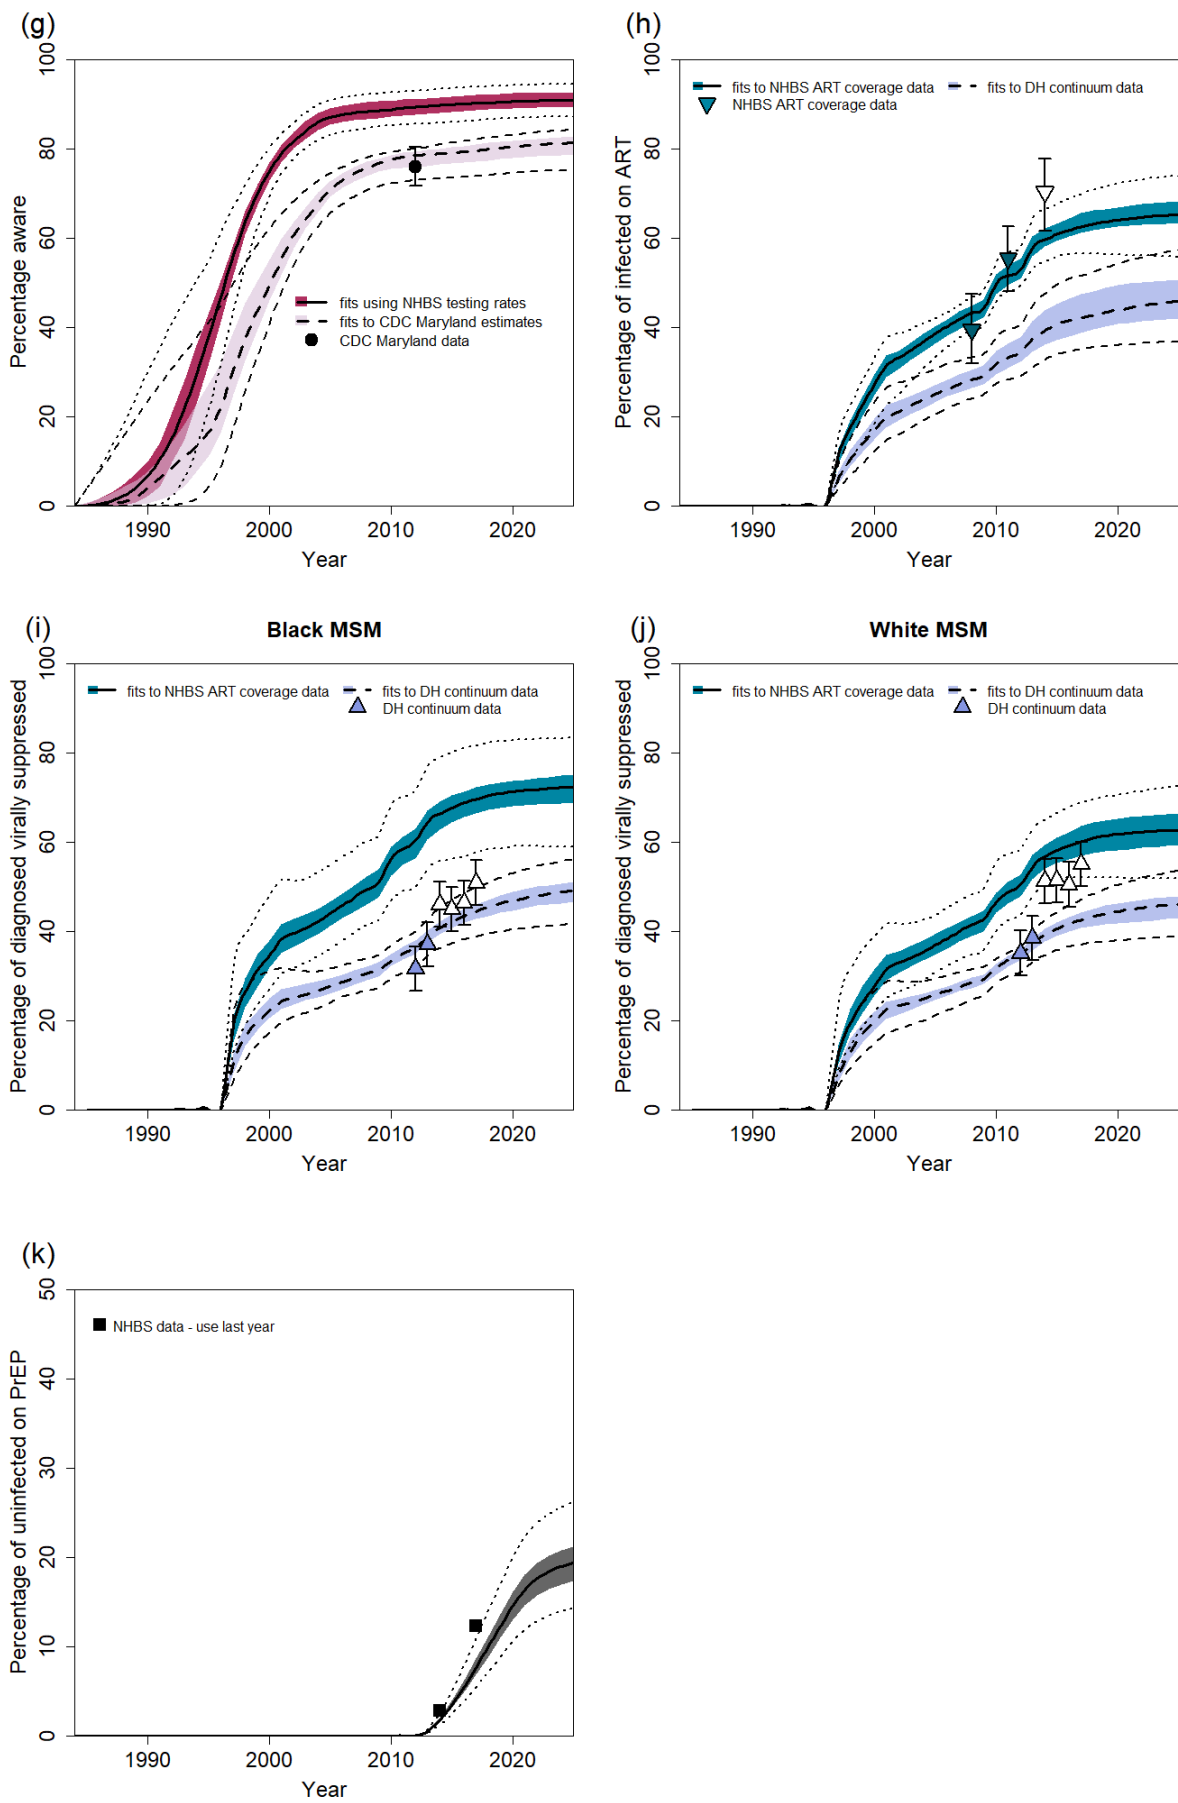 (g)
100
80
60
40
20
0
Percentage aware
fits using NHBS testing rates
fits to CDC Maryland estimates
CDC Maryland data
1990 2000 2010 2020
Year
(h)
100
80
60
40
20
0
Percentage of infected on ART
fits to NHBS ART coverage data fits to DH continuum data
NHBS ART coverage data
1990 2000 2010 2020
Year
(i) Black MSM
100
80
60
40
20
0
Percentage of diagnosed virally suppressed
fits to NHBS ART coverage data fits to DH continuum data
DH continuum data
1990 2000 2010 2020
Year
(j) White MSM
100
80
60
40
20
0
Percentage of diagnosed virally suppressed
fits to NHBS ART coverage data fits to DH continuum data
DH continuum data
1990 2000 2010 2020
Year
(k)
50
40
30
20
10
0
Percentage of uninfected on PrEP
NHBS data - use last year
1990 2000 2010 2020
Year